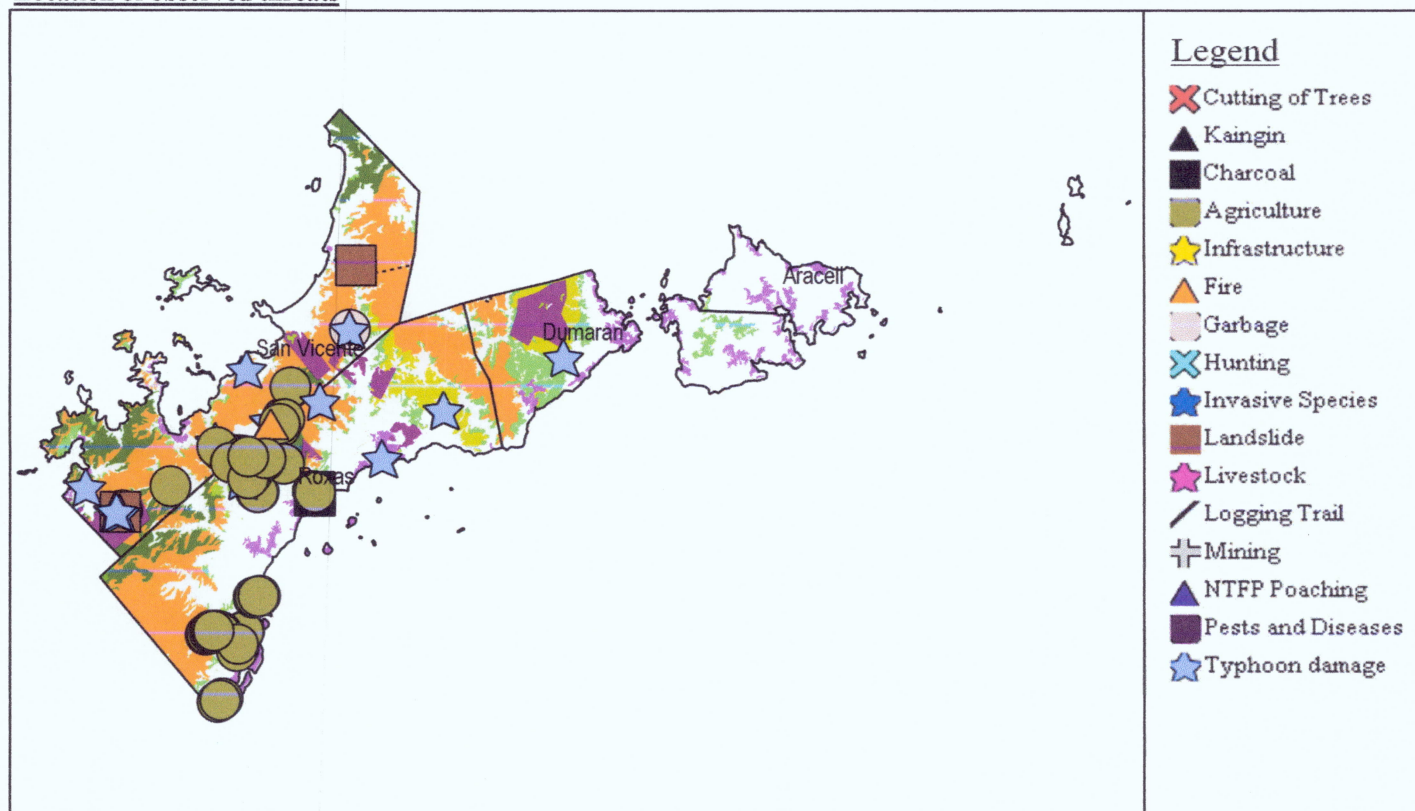 Legend
Cutting of Trees
Kaingin
Charcoal
Agriculture
Infrastructure
Fire
Garbage
Hunting
Invasive Species
Landslide
Livestock
Logging Trail
Mining
NTFP Poaching
Pests and Diseases
Typhoon damage
Araceli
Dumaran
San Vicente
Roxas